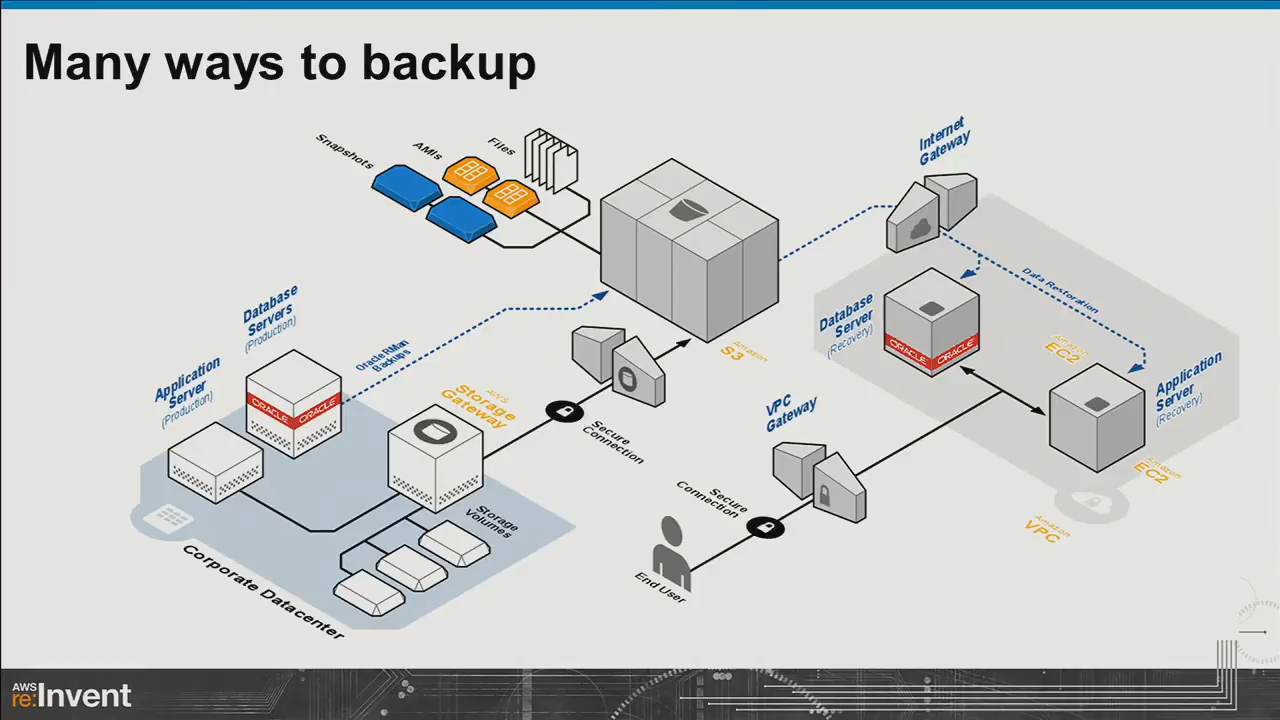 Many ways to backup
Snapshots
AMIs
Files
Internet
Gateway
Database
Servers
(Production)
Oracle RMan
Backups
Application
Server
(Production)
ORACLE
ORACLE
AWS
Storage
Gateway
Amazon
S3
Secure
Connection
Storage
Volumes
Corporate Datacenter
Database
Server
(Recovery)
ORACLE
ORACLE
Data Restoration
Amazon
EC2
Application
Server
(Recovery)
Amazon
EC2
VPC
Gateway
Secure
Connection
End User
Amazon
VPC
AWS
re:Invent